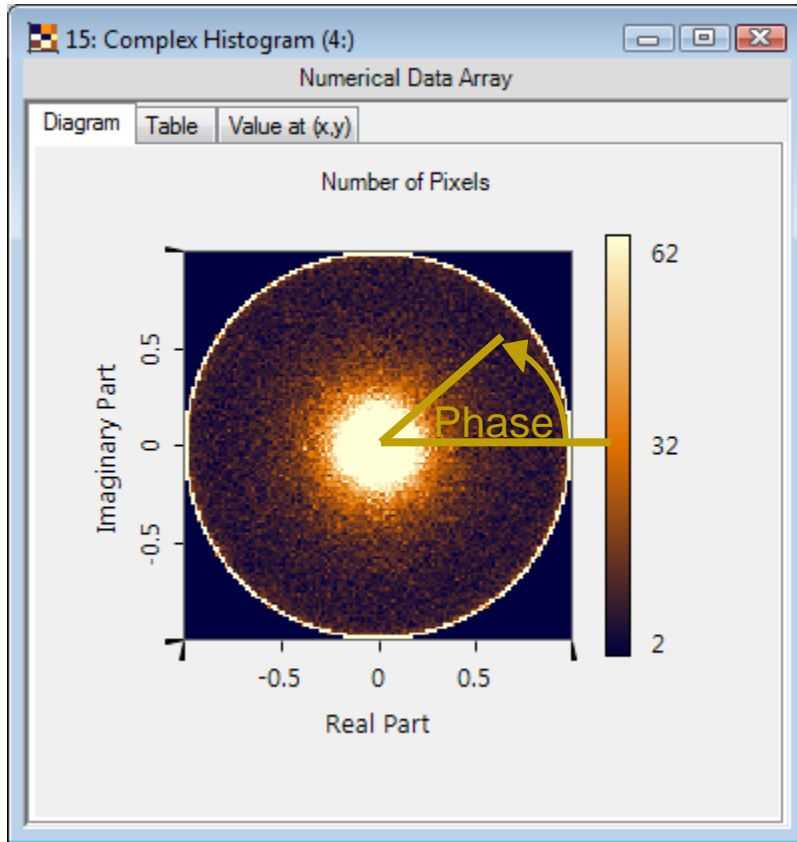 15: Complex Histogram (4:)
Numerical Data Array
Diagram Table Value at (x,y)
Number of Pixels
62
0.5
Imaginary Part
Phase
0
32
-0.5
2
-0.5 0 0.5
Real Part